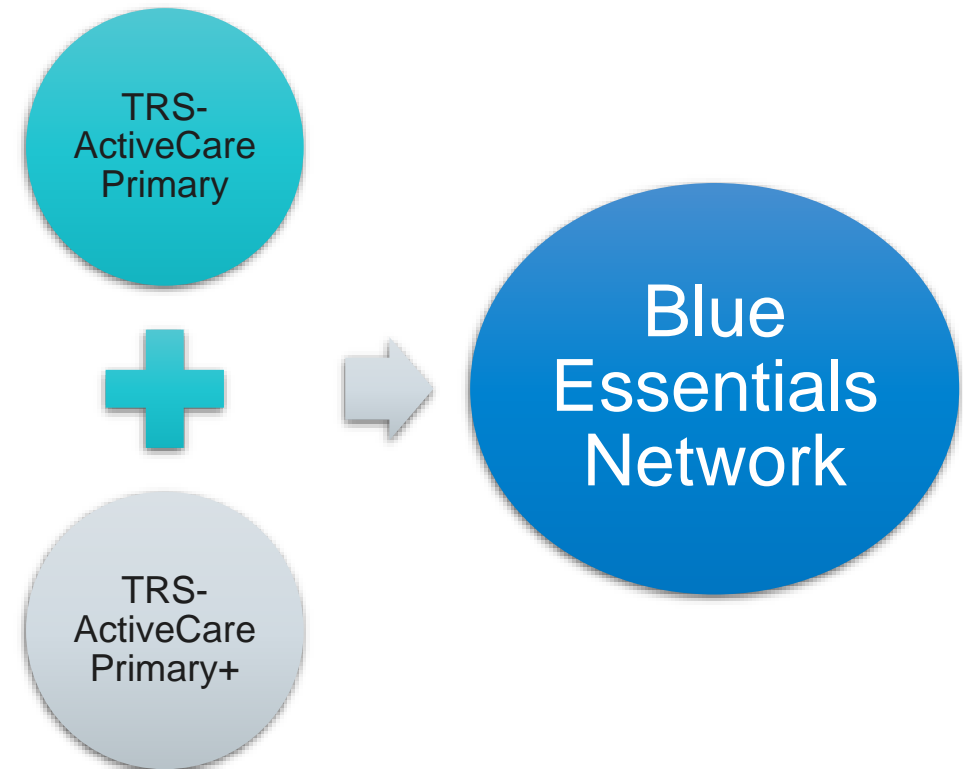 TRS-
ActiveCare
Primary
TRS-
ActiveCare
Primary+
Blue
Essentials
Network